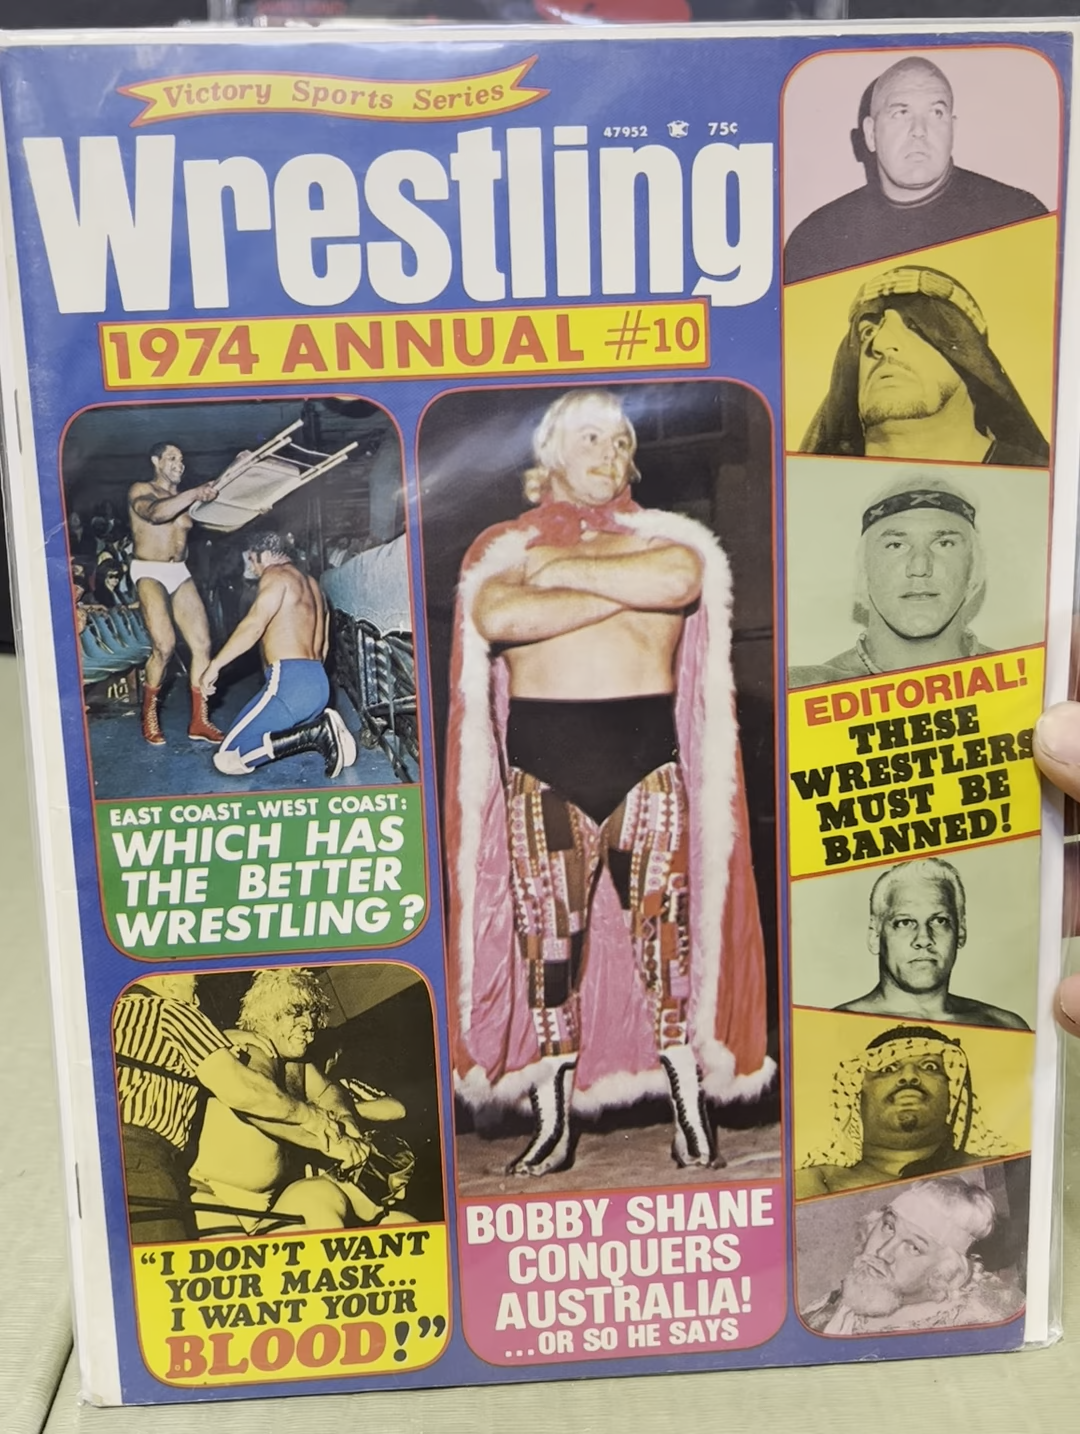 Victory Sports Series
47952 75¢
Wrestling
1974 ANNUAL #10
EAST COAST-WEST COAST:
WHICH HAS
THE BETTER
WRESTLING?
"I DON'T WANT
YOUR MASK...
I WANT YOUR
BLOOD!"
BOBBY SHANE
CONQUERS
AUSTRALIA!
...OR SO HE SAYS
EDITORIAL!
THESE
WRESTLERS
MUST BE
BANNED!